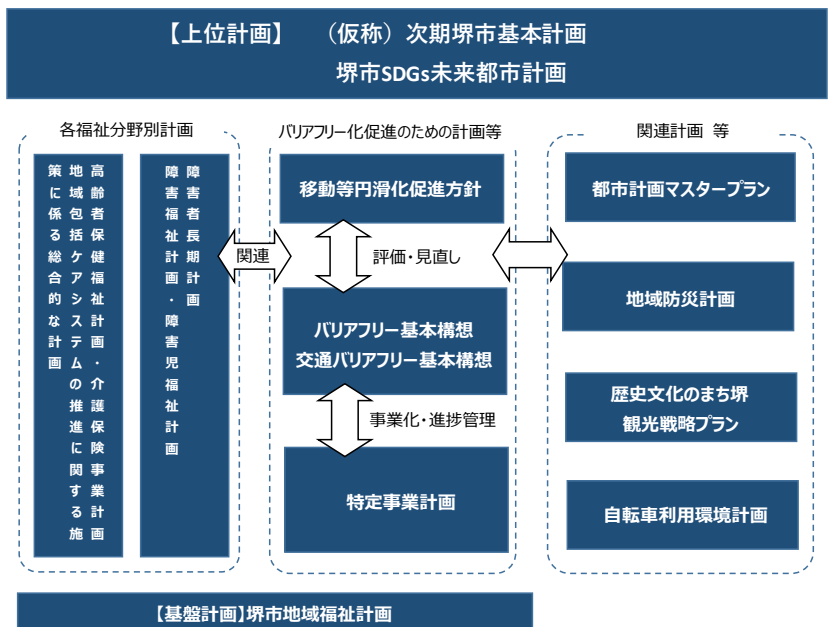 【上位計画】 （仮称）次期堺市基本計画
堺市SDGs未来都市計画
各福祉分野別計画
高齢者保健福祉計画・介護保険事業計画
地域包括ケアシステムの推進に関する施
策に係る総合的な計画
障害者長期計画
障害福祉計画・障害児福祉計画
関連
バリアフリー化促進のための計画等
移動等円滑化促進方針
評価・見直し
バリアフリー基本構想
交通バリアフリー基本構想
事業化・進捗管理
特定事業計画
関連計画 等
都市計画マスタープラン
地域防災計画
歴史文化のまち堺
観光戦略プラン
自転車利用環境計画
【基盤計画】堺市地域福祉計画